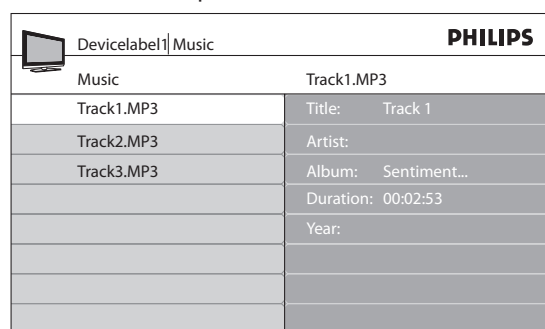 Devicelabel1| Music PHILIPS
Music Track1.MP3
Track1.MP3 Title: Track 1
Track2.MP3 Artist:
Track3.MP3 Album: Sentiment...
Duration: 00:02:53
Year: